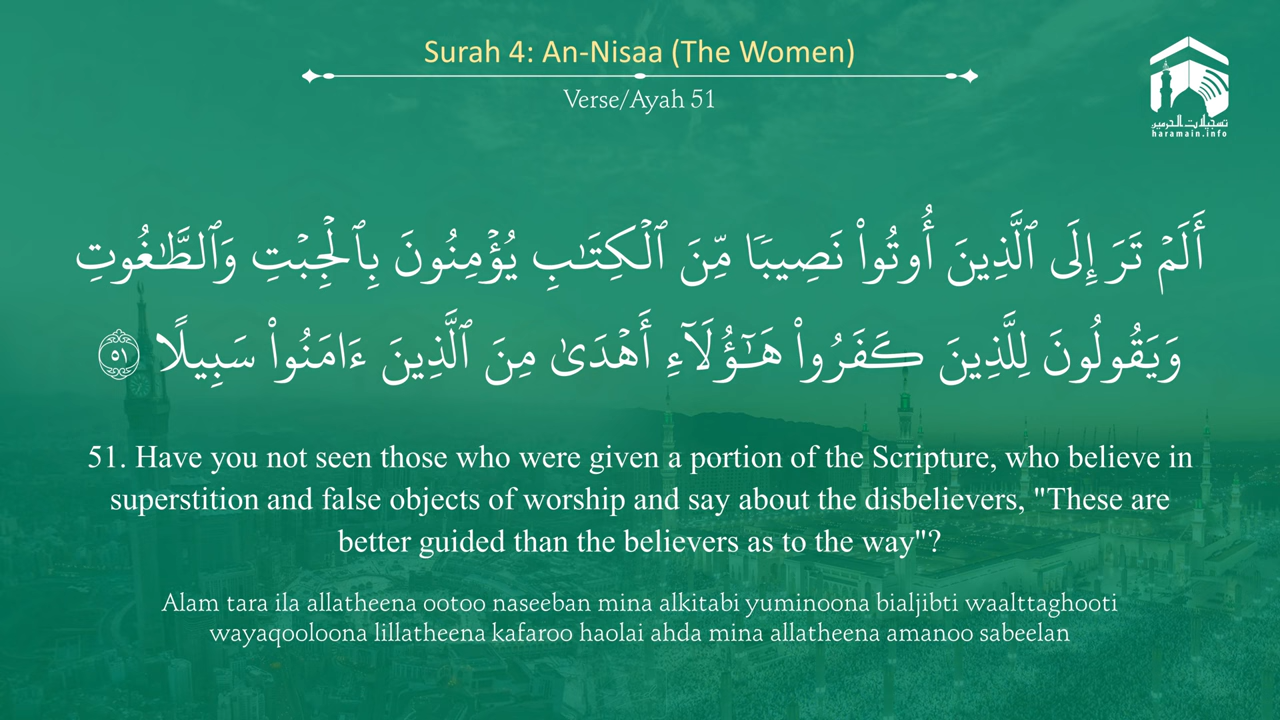 Surah 4: An-Nisaa (The Women)
Verse/Ayah 51
تسجيلات الحرمين
haramain.info
أَلَمۡ تَرَ إِلَى ٱلَّذِينَ أُوتُواْ نَصِيبٗا مِّنَ ٱلۡكِتَٰبِ يُؤۡمِنُونَ بِٱلۡجِبۡتِ وَٱلطَّٰغُوتِ
وَيَقُولُونَ لِلَّذِينَ كَفَرُواْ هَٰٓؤُلَآءِ أَهۡدَىٰ مِنَ ٱلَّذِينَ ءَامَنُواْ سَبِيلًا ٥١
51. Have you not seen those who were given a portion of the Scripture, who believe in
superstition and false objects of worship and say about the disbelievers, "These are
better guided than the believers as to the way"?
Alam tara ila allatheena ootoo naseeban mina alkitabi yuminoona bialjibti waalttaghooti
wayaqooloona lillatheena kafaroo haolai ahda mina allatheena amanoo sabeelan